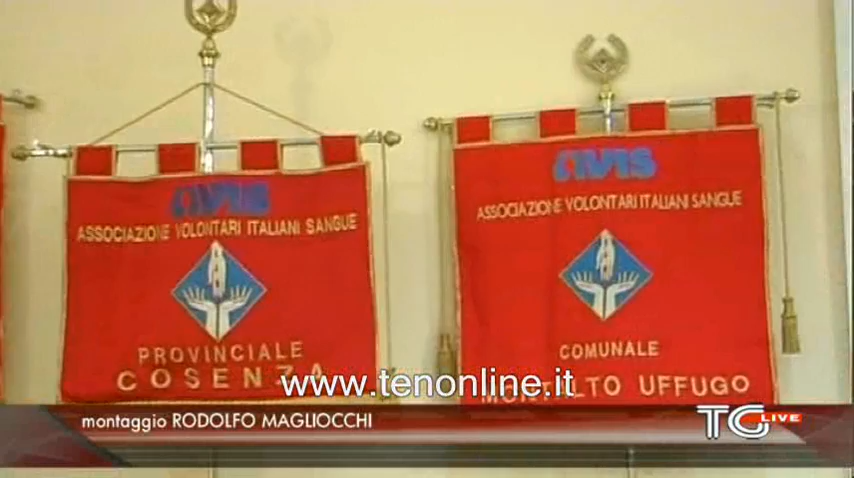 AVIS
ASSOCIAZIONE VOLONTARI ITALIANI SANGUE
PROVINCIALE
COSENZA
AVIS
ASSOCIAZIONE VOLONTARI ITALIANI SANGUE
COMUNALE
MONTALTO UFFUGO
www.tenonline.it
montaggio RODOLFO MAGLIOCCHI
TG LIVE